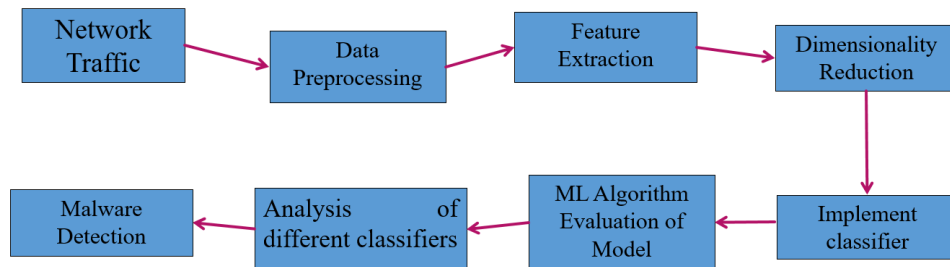 Network
Traffic
Data
Preprocessing
Feature
Extraction
Dimensionality
Reduction
Implement
classifier
ML Algorithm
Evaluation of
Model
Analysis of
different classifiers
Malware
Detection